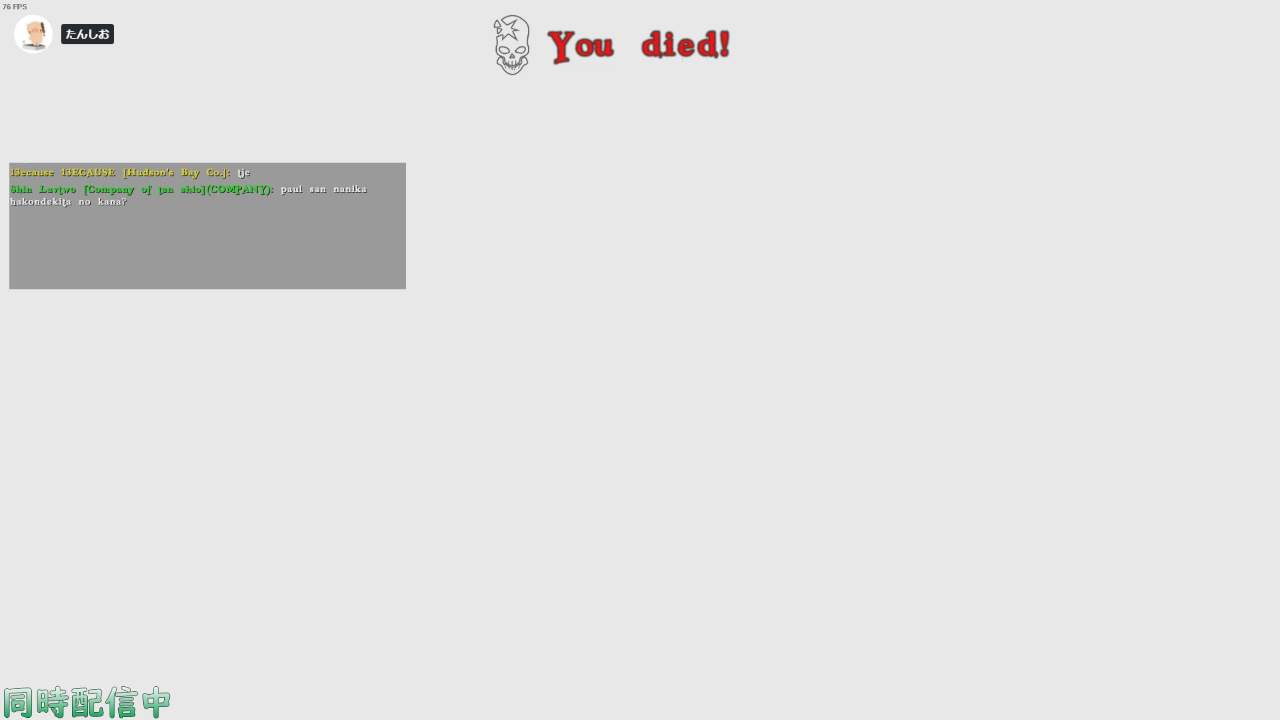 76 FPS
たんしお
You died!
13ecause 13ECAUSE [Hudson's Bay Co.]: tje
Shin Lavtwo [Company of tan shio](COMPANY): paul san nanika
hakondekita no kana?
同時配信中